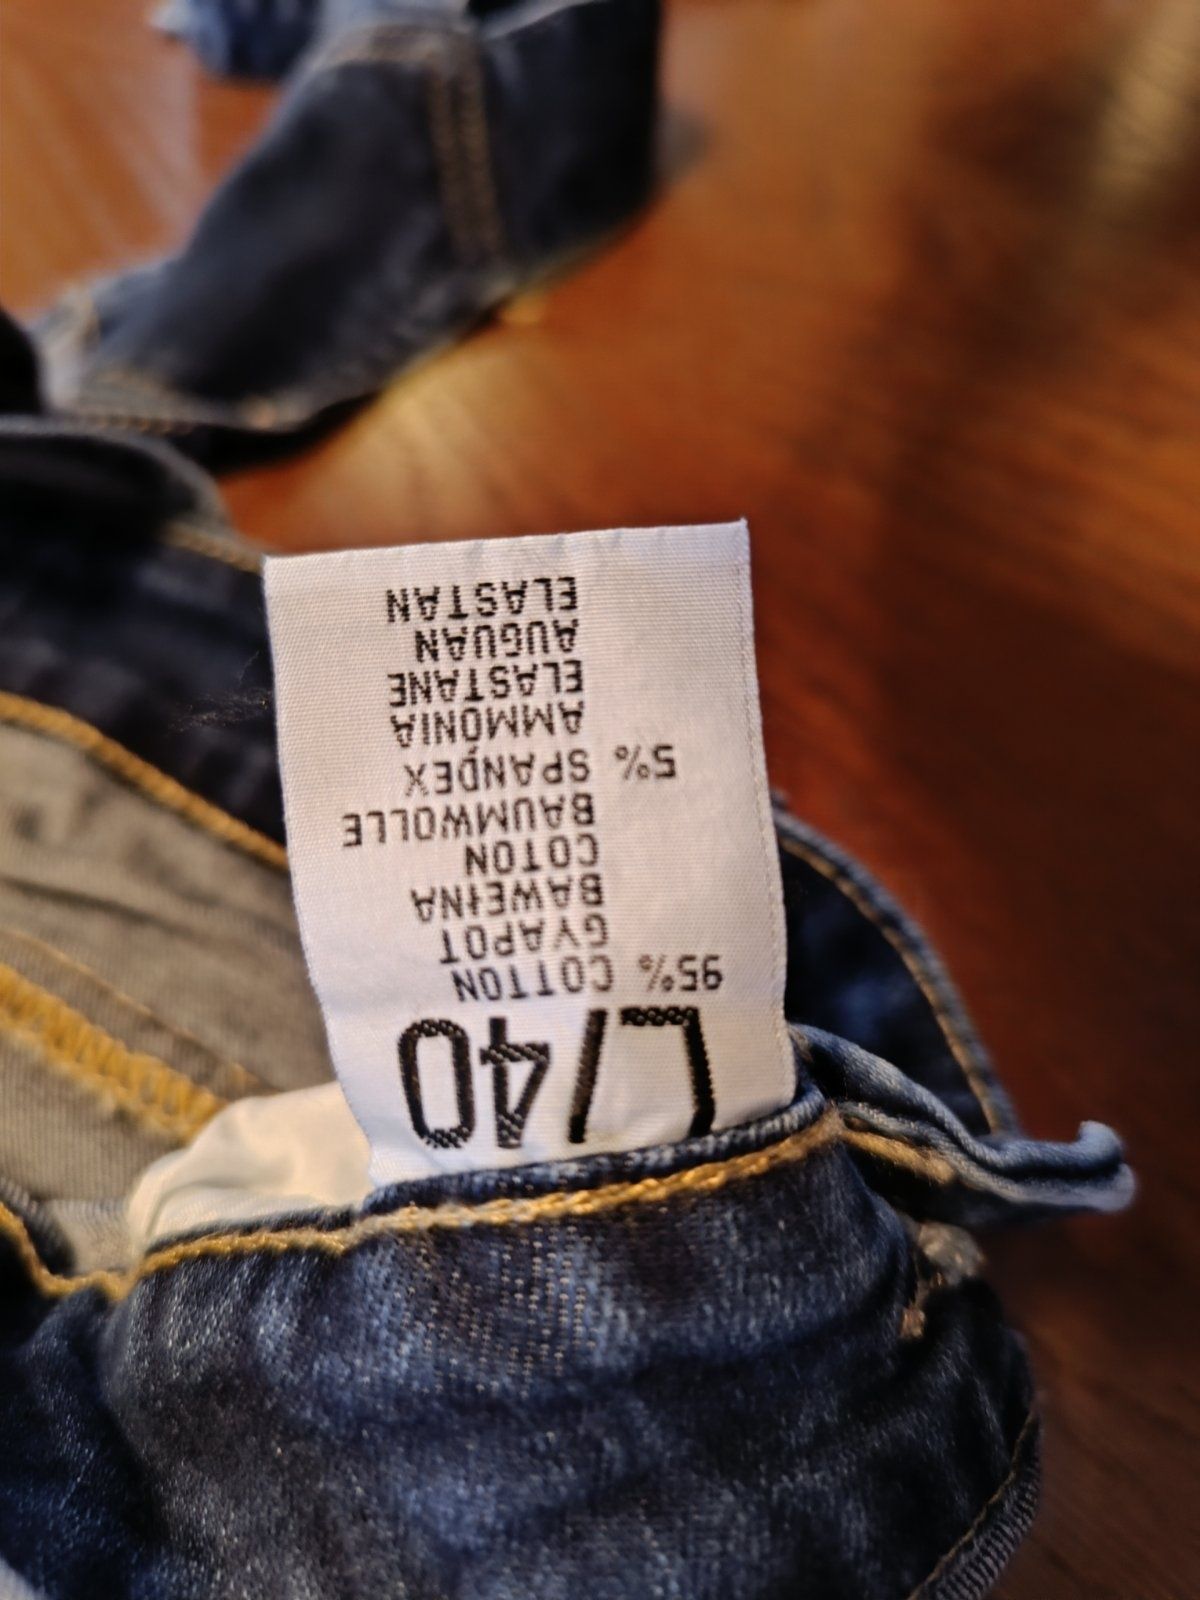 L/40
95% COTTON
GYAPOT
BAWEŁNA
COTON
BAUMWOLLE
5% SPANDEX
AMMONIA
ELASTANE
AUGUAN
ELASTAN